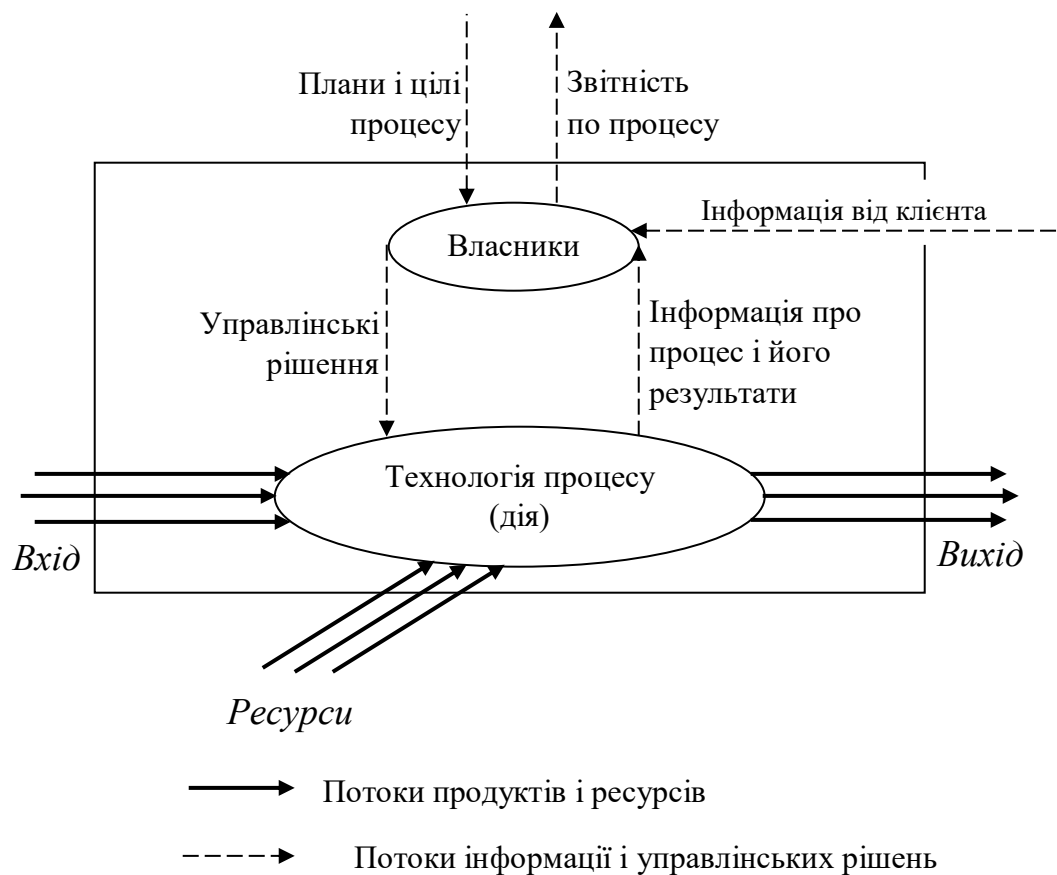 Плани і цілі
процесу
Звітність
по процесу
Інформація від клієнта
Власники
Управлінські
рішення
Інформація про
процес і його
результати
Технологія процесу
(дія)
Вхід
Вихід
Ресурси
Потоки продуктів і ресурсів
Потоки інформації і управлінських рішень